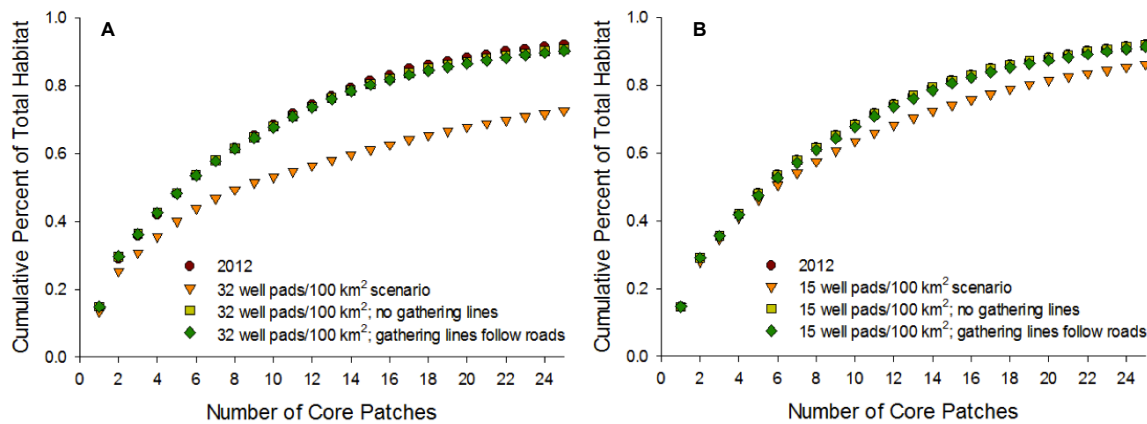 A
Cumulative Percent of Total Habitat
1.0
0.8
0.6
0.4
0.2
0.0
2012
32 well pads/100 km² scenario
32 well pads/100 km²; no gathering lines
32 well pads/100 km²; gathering lines follow roads
0 2 4 6 8 10 12 14 16 18 20 22 24
Number of Core Patches
B
Cumulative Percent of Total Habitat
1.0
0.8
0.6
0.4
0.2
0.0
2012
15 well pads/100 km² scenario
15 well pads/100 km²; no gathering lines
15 well pads/100 km²; gathering lines follow roads
0 2 4 6 8 10 12 14 16 18 20 22 24
Number of Core Patches